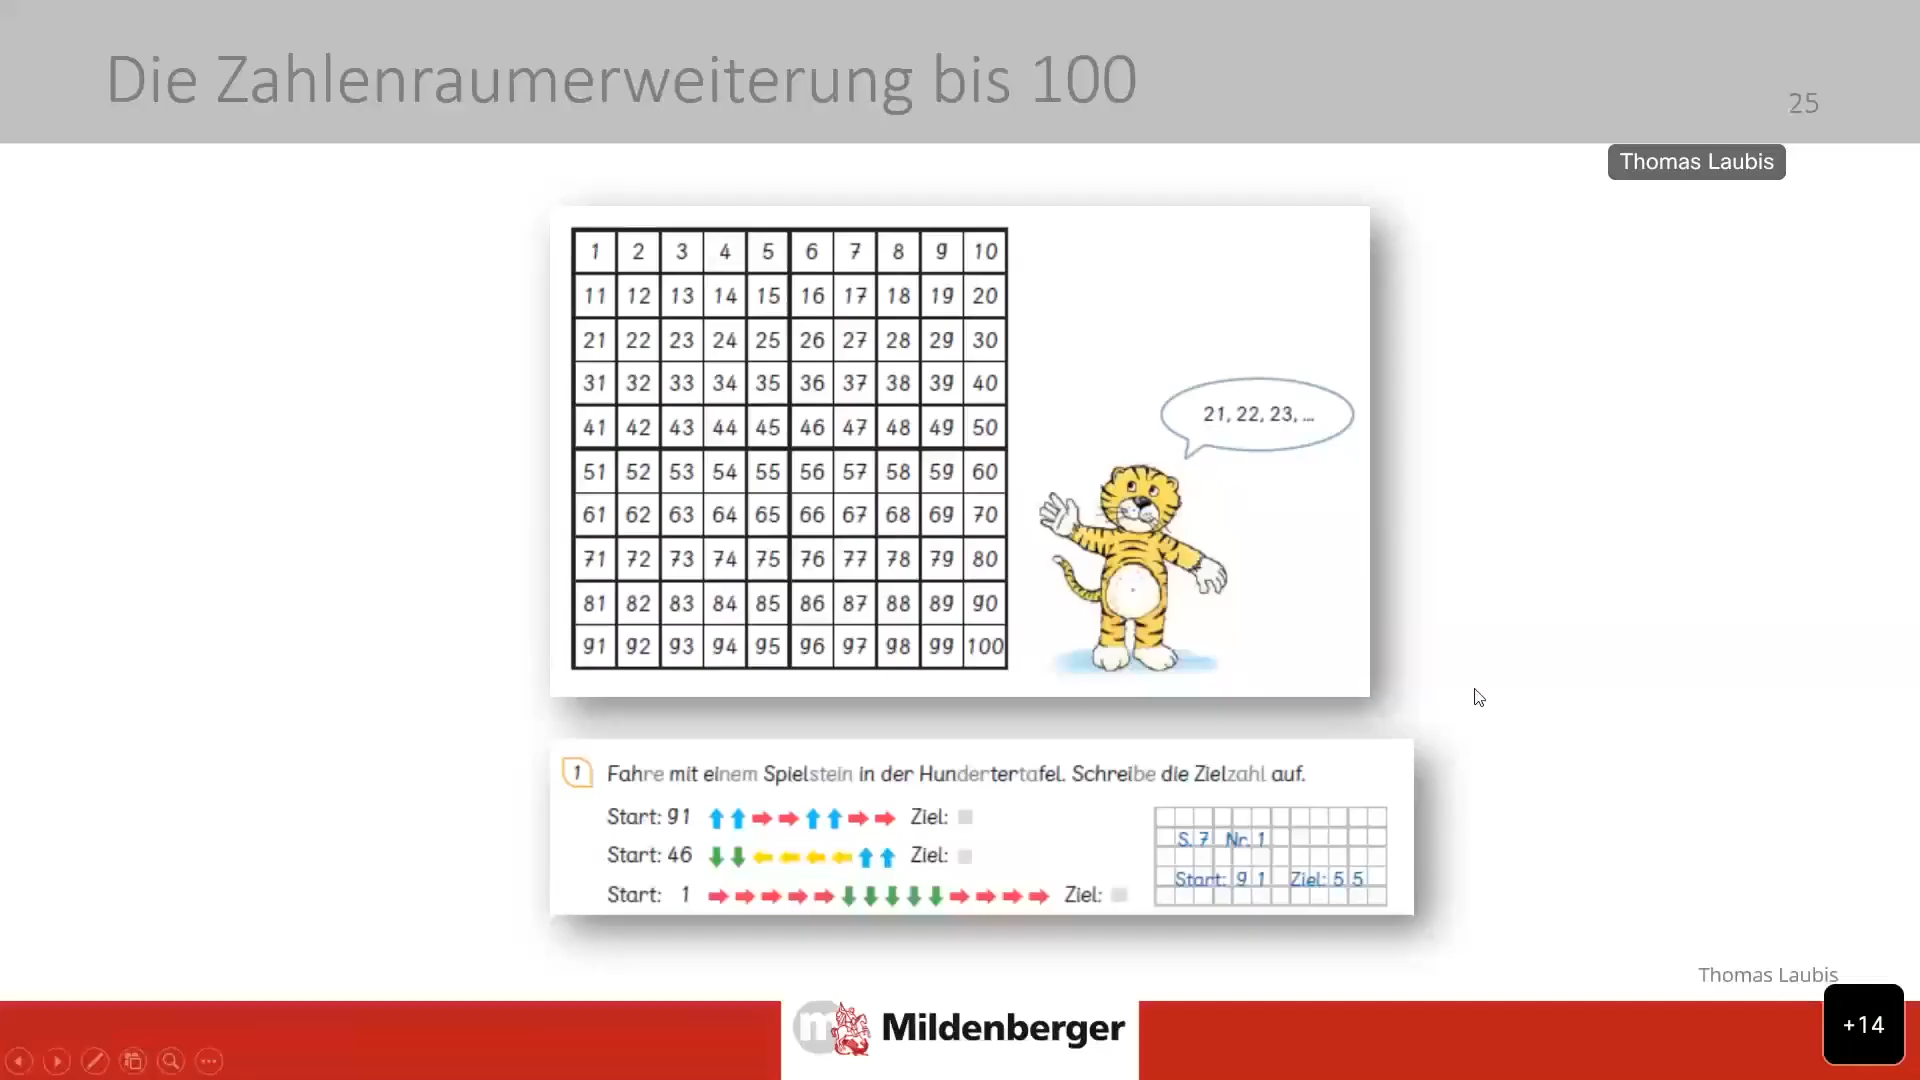 Die Zahlenraumerweiterung bis 100
25
Thomas Laubis
1 2 3 4 5 6 7 8 9 10
11 12 13 14 15 16 17 18 19 20
21 22 23 24 25 26 27 28 29 30
31 32 33 34 35 36 37 38 39 40
41 42 43 44 45 46 47 48 49 50
51 52 53 54 55 56 57 58 59 60
61 62 63 64 65 66 67 68 69 70
71 72 73 74 75 76 77 78 79 80
81 82 83 84 85 86 87 88 89 90
91 92 93 94 95 96 97 98 99 100
21, 22, 23, ...
1 Fahre mit einem Spielstein in der Hundertertafel. Schreibe die Zielzahl auf.
Start: 91 ⬆⬆➡➡⬆⬆➡➡ Ziel:
Start: 46 ⬇⬇⬅⬅⬅⬅⬆⬆ Ziel:
Start: 1 ➡➡➡➡➡⬇⬇⬇⬇⬇➡➡➡➡ Ziel:
S. 7 Nr. 1
Start: 91 Ziel: 55
Thomas Laubis
m Mildenberger
+14